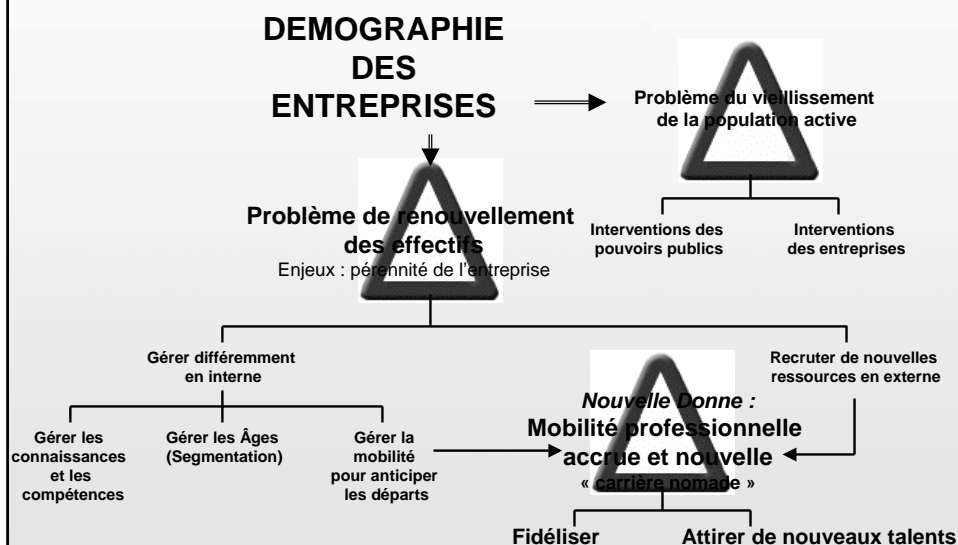 DEMOGRAPHIE
DES
ENTREPRISES
Problème du vieillissement
de la population active
Interventions des
pouvoirs publics
Interventions
des entreprises
Problème de renouvellement
des effectifs
Enjeux : pérennité de l’entreprise
Gérer différemment
en interne
Recruter de nouvelles
ressources en externe
Gérer les
connaissances
et les
compétences
Gérer les Âges
(Segmentation)
Gérer la
mobilité
pour anticiper
les départs
Nouvelle Donne :
Mobilité professionnelle
accrue et nouvelle
« carrière nomade »
Fidéliser
Attirer de nouveaux talents